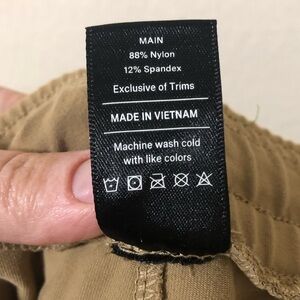 MAIN
88% Nylon
12% Spandex
Exclusive of Trims
MADE IN VIETNAM
Machine wash cold
with like colors